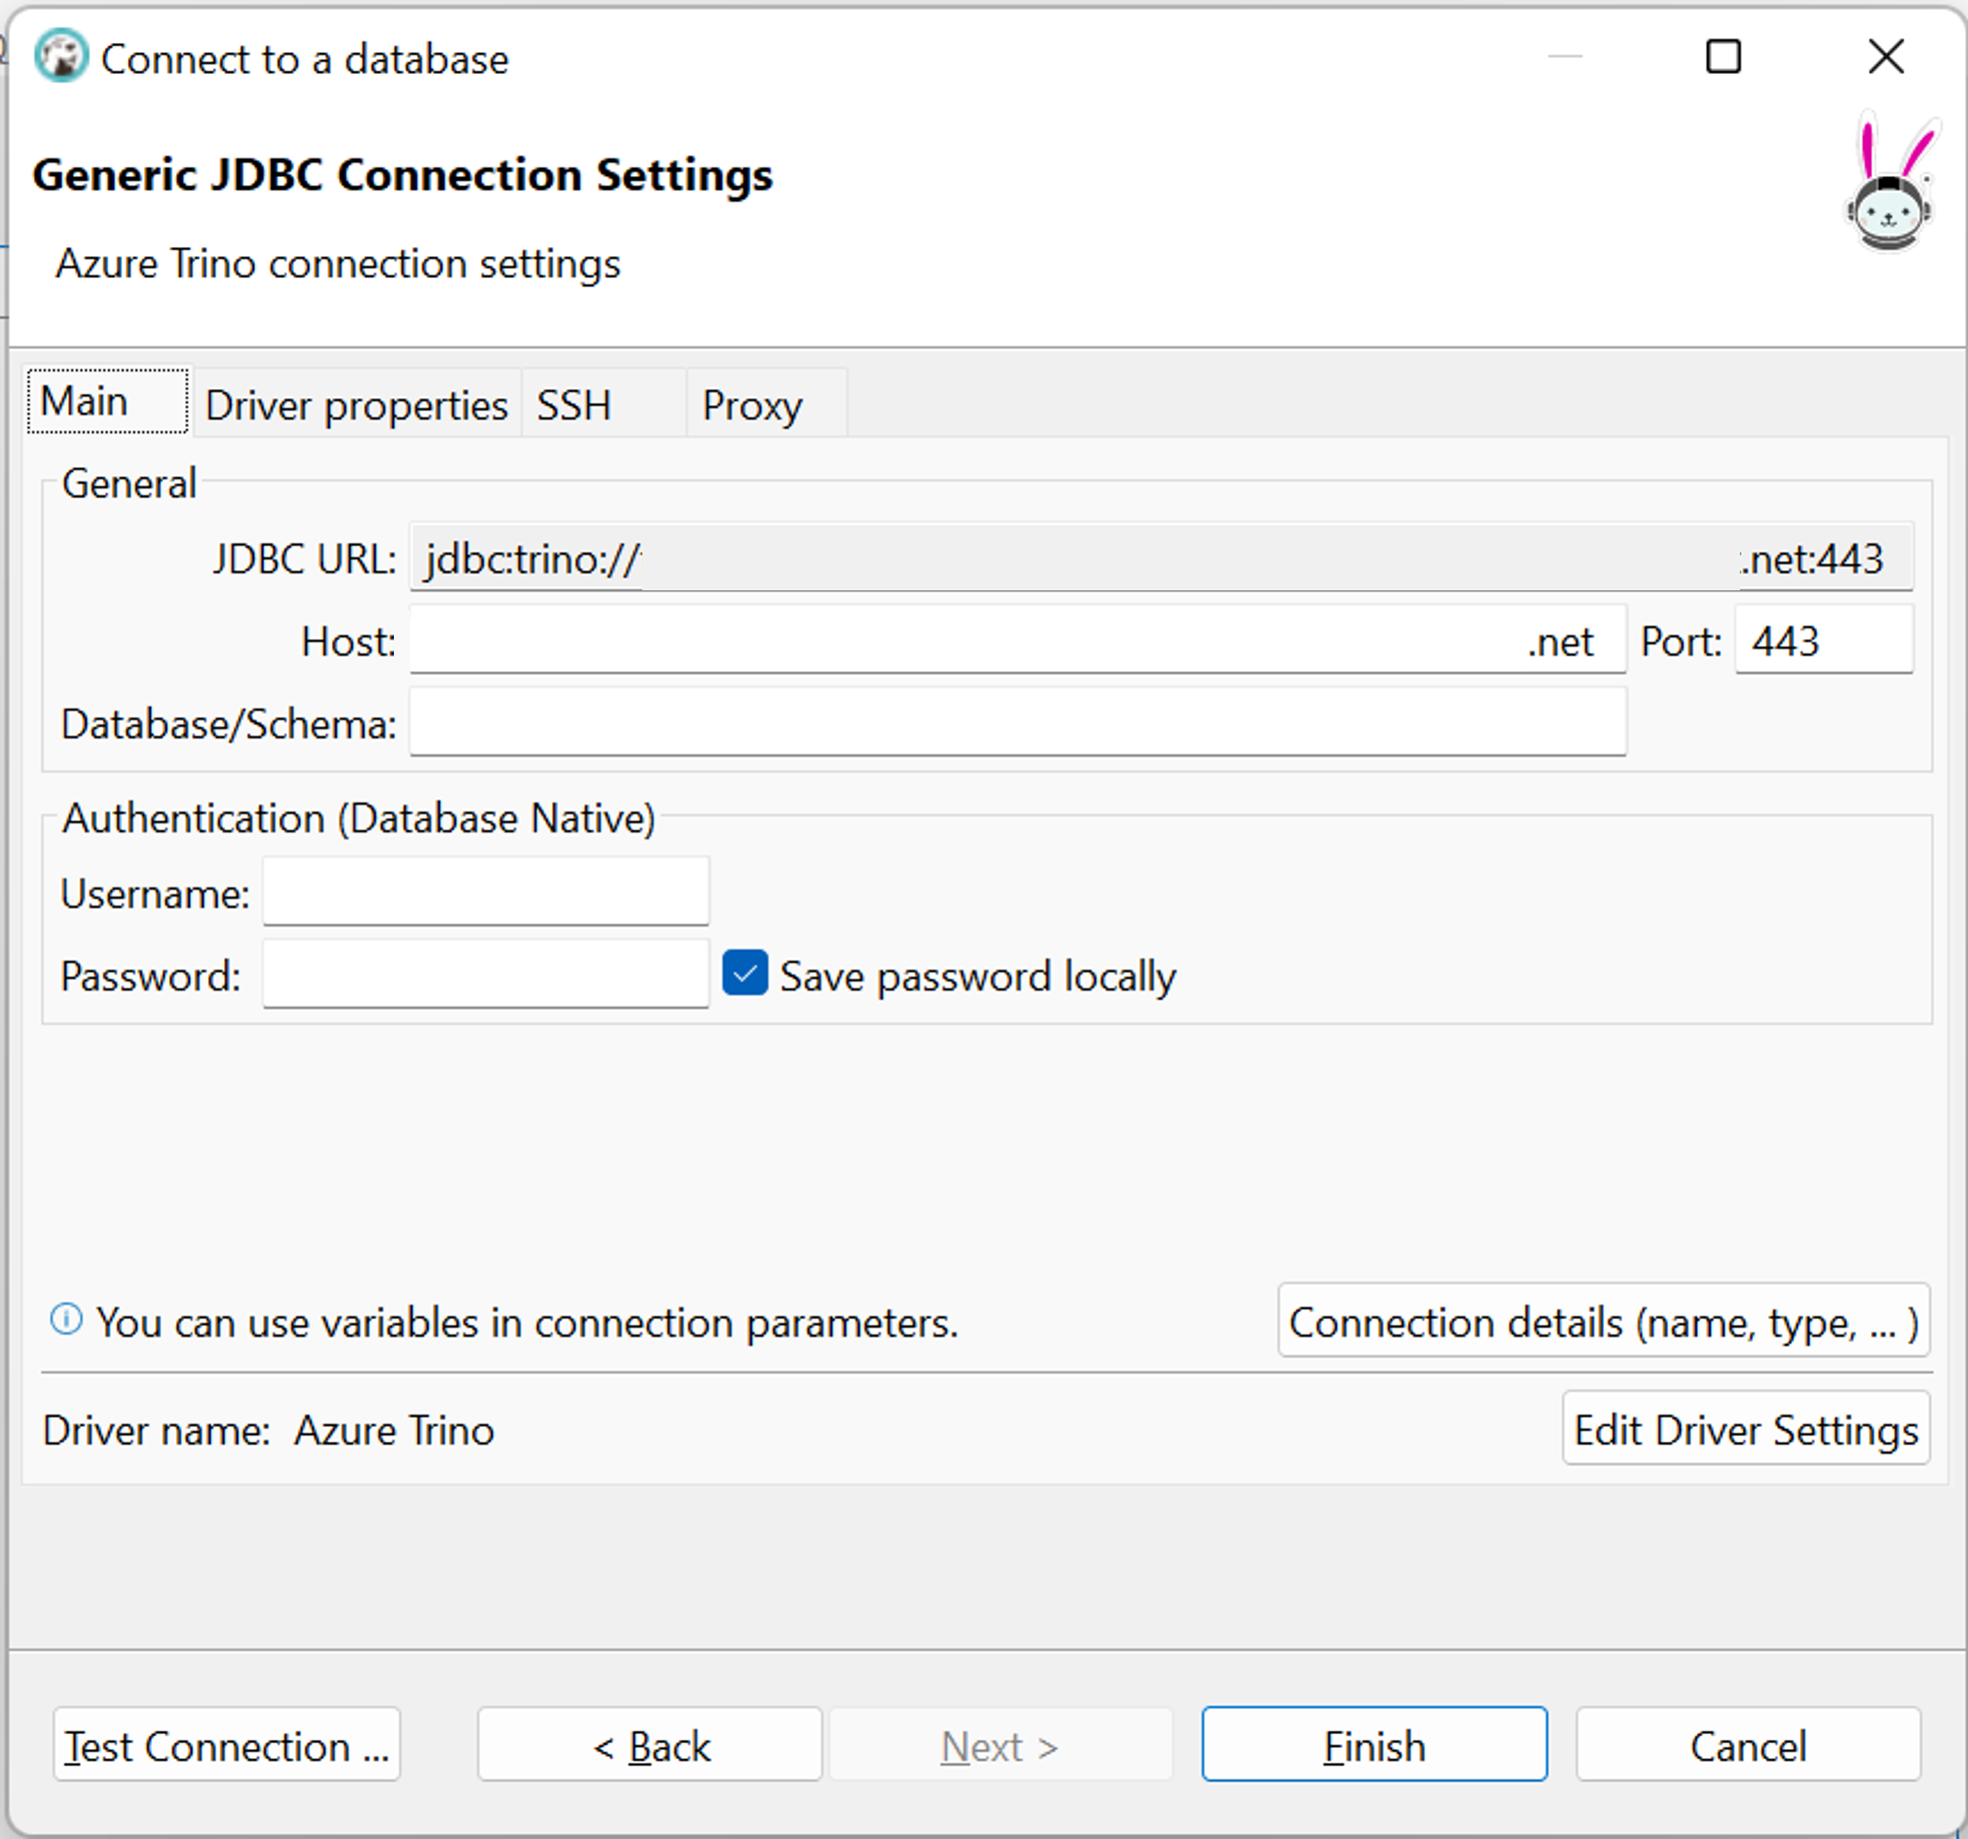 Connect to a database
Generic JDBC Connection Settings
Azure Trino connection settings
Main Driver properties SSH Proxy
General
JDBC URL: jdbc:trino:// .net:443
Host: .net Port: 443
Database/Schema:
Authentication (Database Native)
Username:
Password: Save password locally
You can use variables in connection parameters. Connection details (name, type, ... )
Driver name: Azure Trino Edit Driver Settings
Test Connection ... < Back Next > Finish Cancel